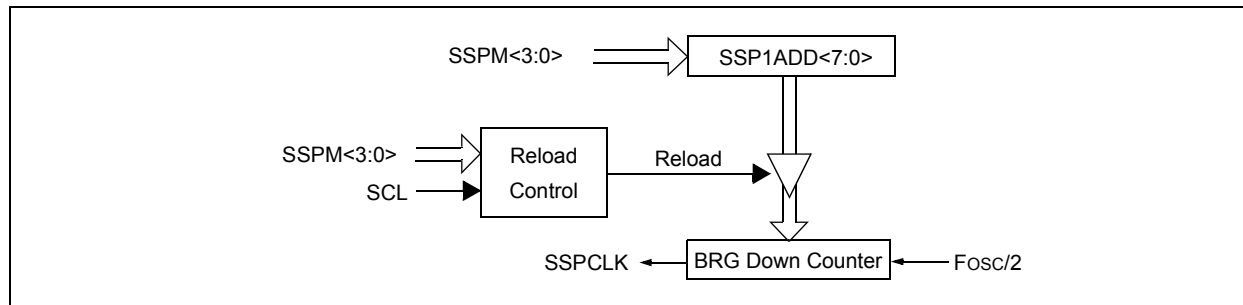 SSPM<3:0>
SSP1ADD<7:0>
SSPM<3:0>
SCL
Reload
Control
Reload
SSPCLK
BRG Down Counter
FOSC/2